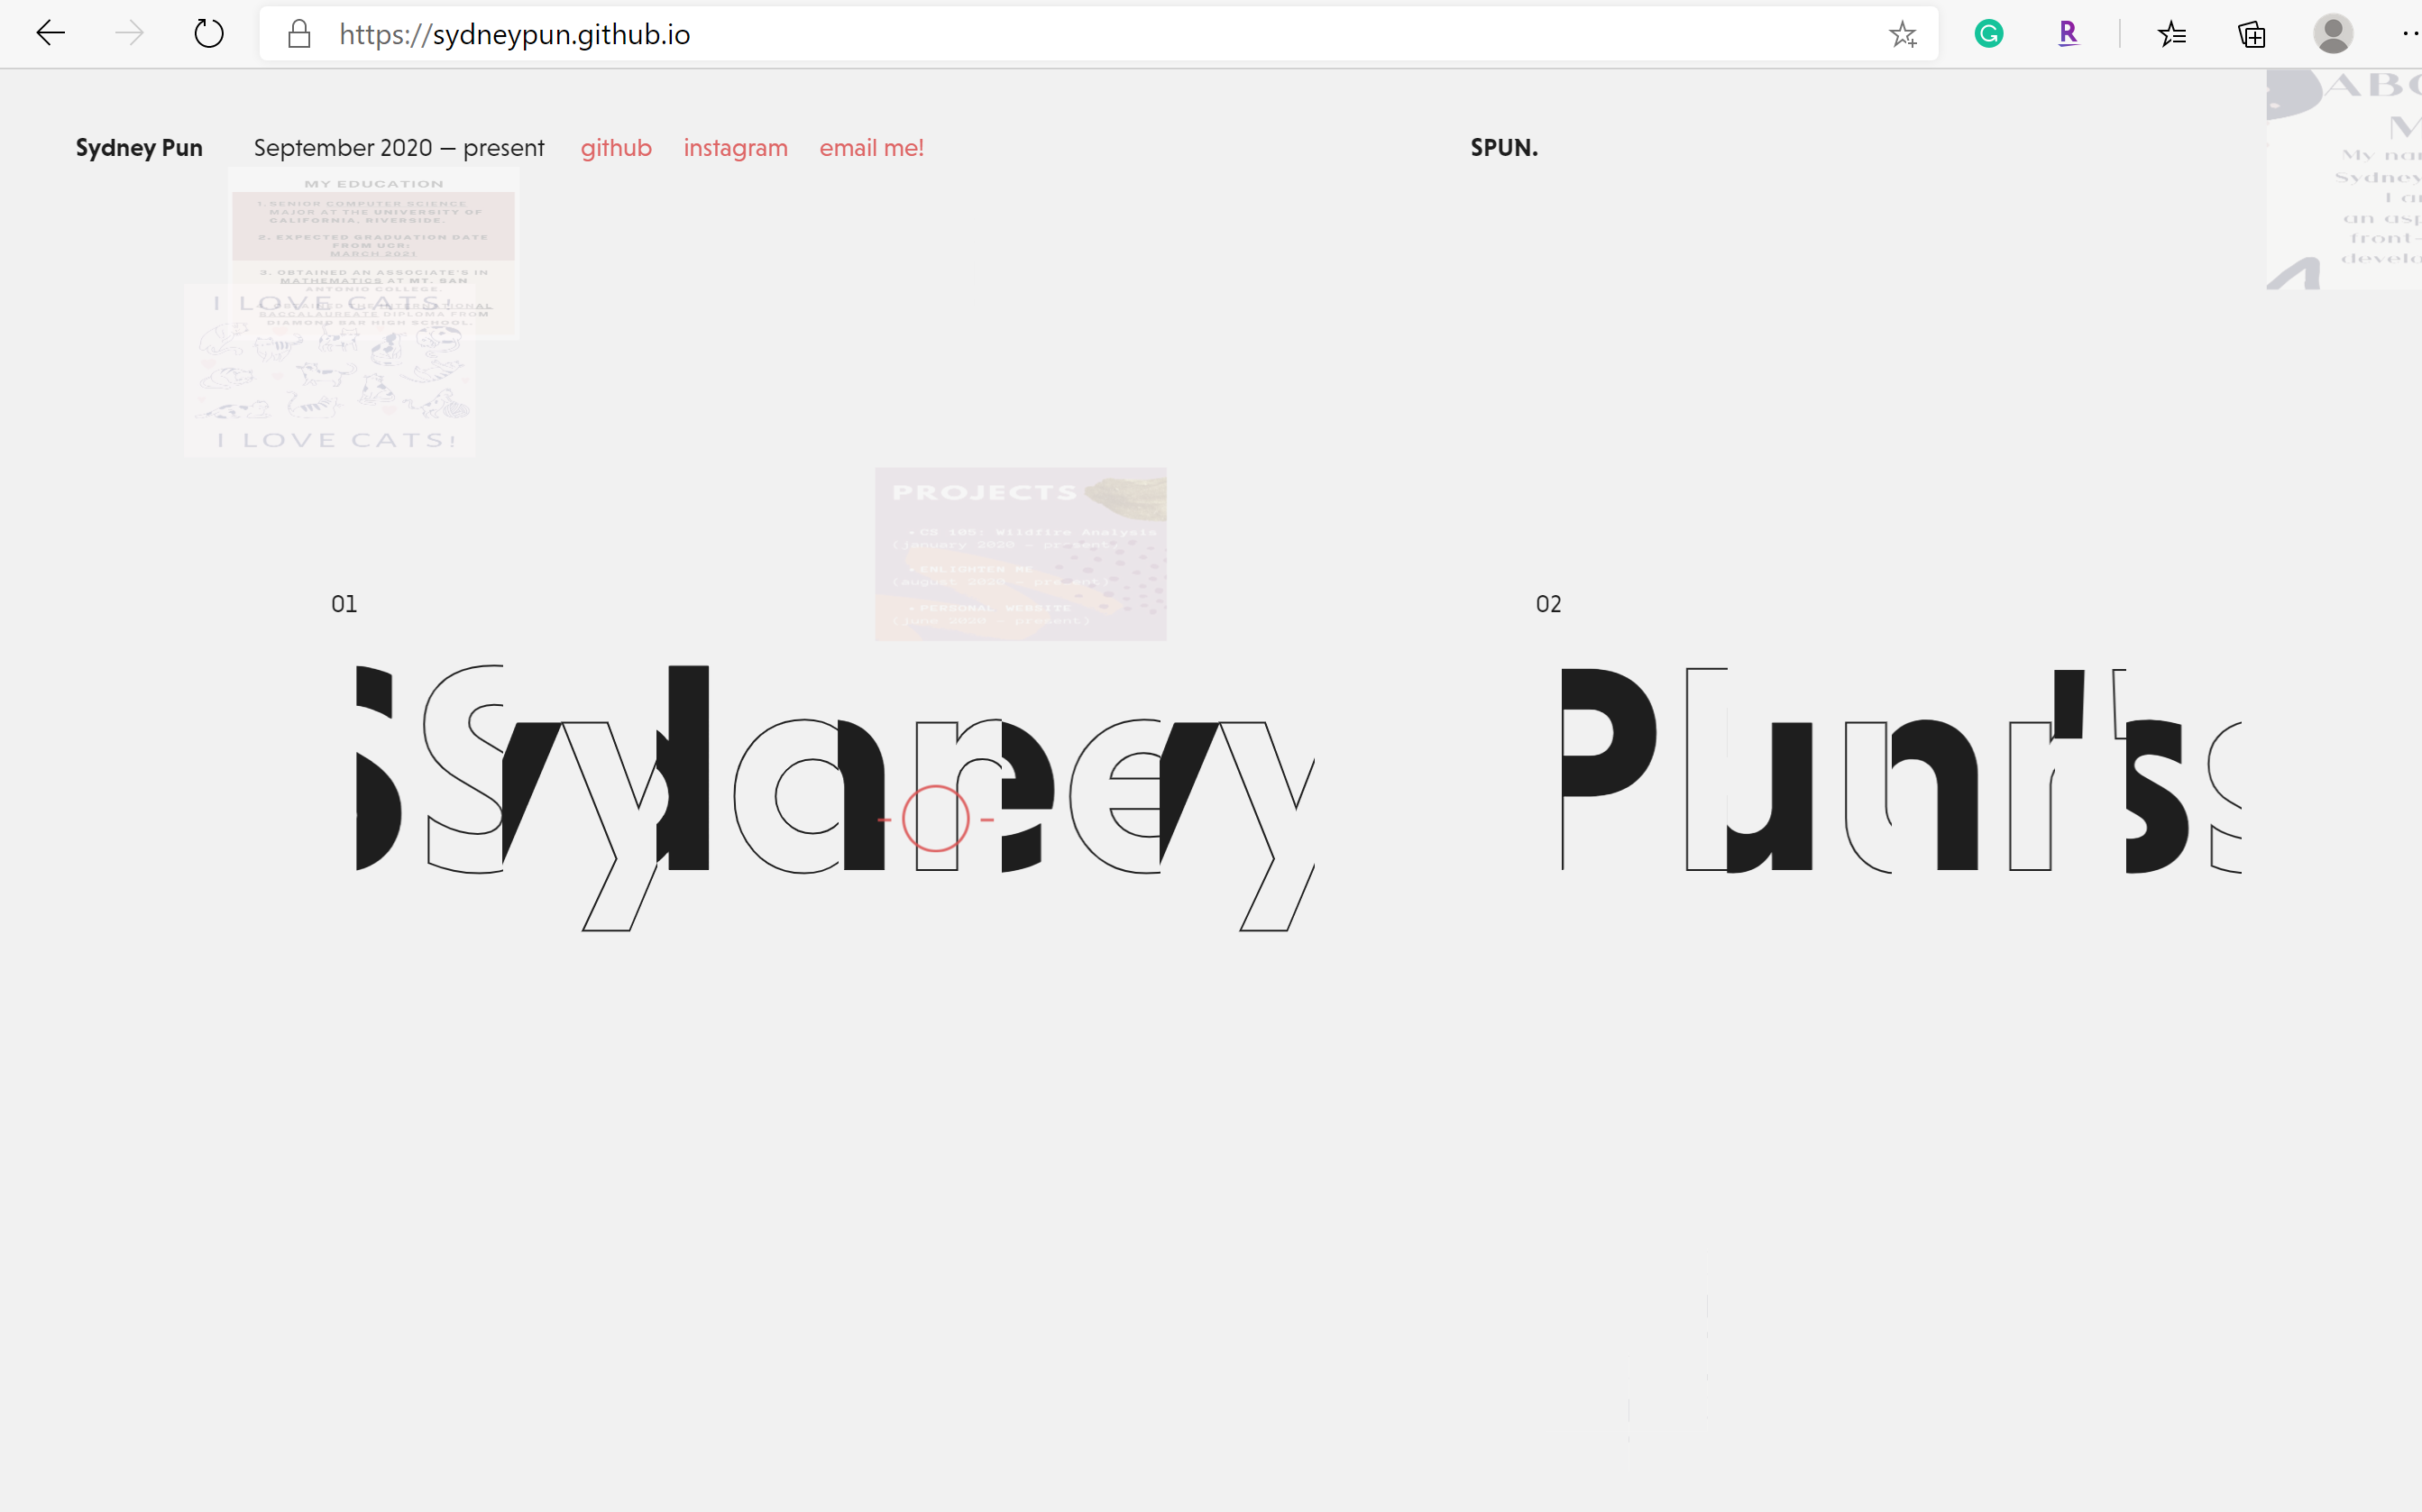 https://sydneypun.github.io
Sydney Pun
September 2020 — present
github
instagram
email me!
SPUN.
MY EDUCATION
1. SENIOR COMPUTER SCIENCE
MAJOR AT THE UNIVERSITY OF
CALIFORNIA, RIVERSIDE.
2. EXPECTED GRADUATION DATE
FROM UCR:
MARCH 2021
3. OBTAINED AN ASSOCIATE'S IN
MATHEMATICS AT MT. SAN
ANTONIO COLLEGE.
4. OBTAINED THE INTERNATIONAL
BACCALAUREATE DIPLOMA FROM
DIAMOND BAR HIGH SCHOOL.
I LOVE CATS!
I LOVE CATS!
PROJECTS
• CS 105: Wildfire Analysis
(january 2020 - present)
• ENLIGHTEN ME
(august 2020 - present)
• PERSONAL WEBSITE
(june 2020 - present)
ABO
M
My nam
Sydney
I a
an asp
front-
develo
01
Sydney
02
Pun's